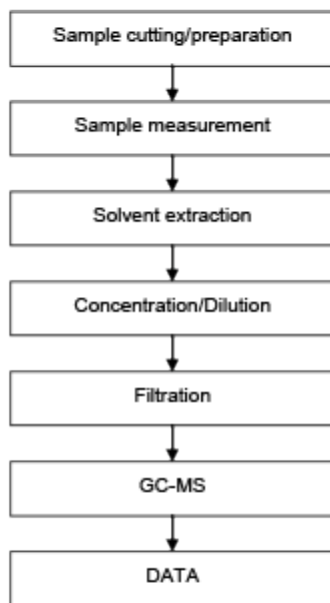 Sample cutting/preparation
Sample measurement
Solvent extraction
Concentration/Dilution
Filtration
GC-MS
DATA